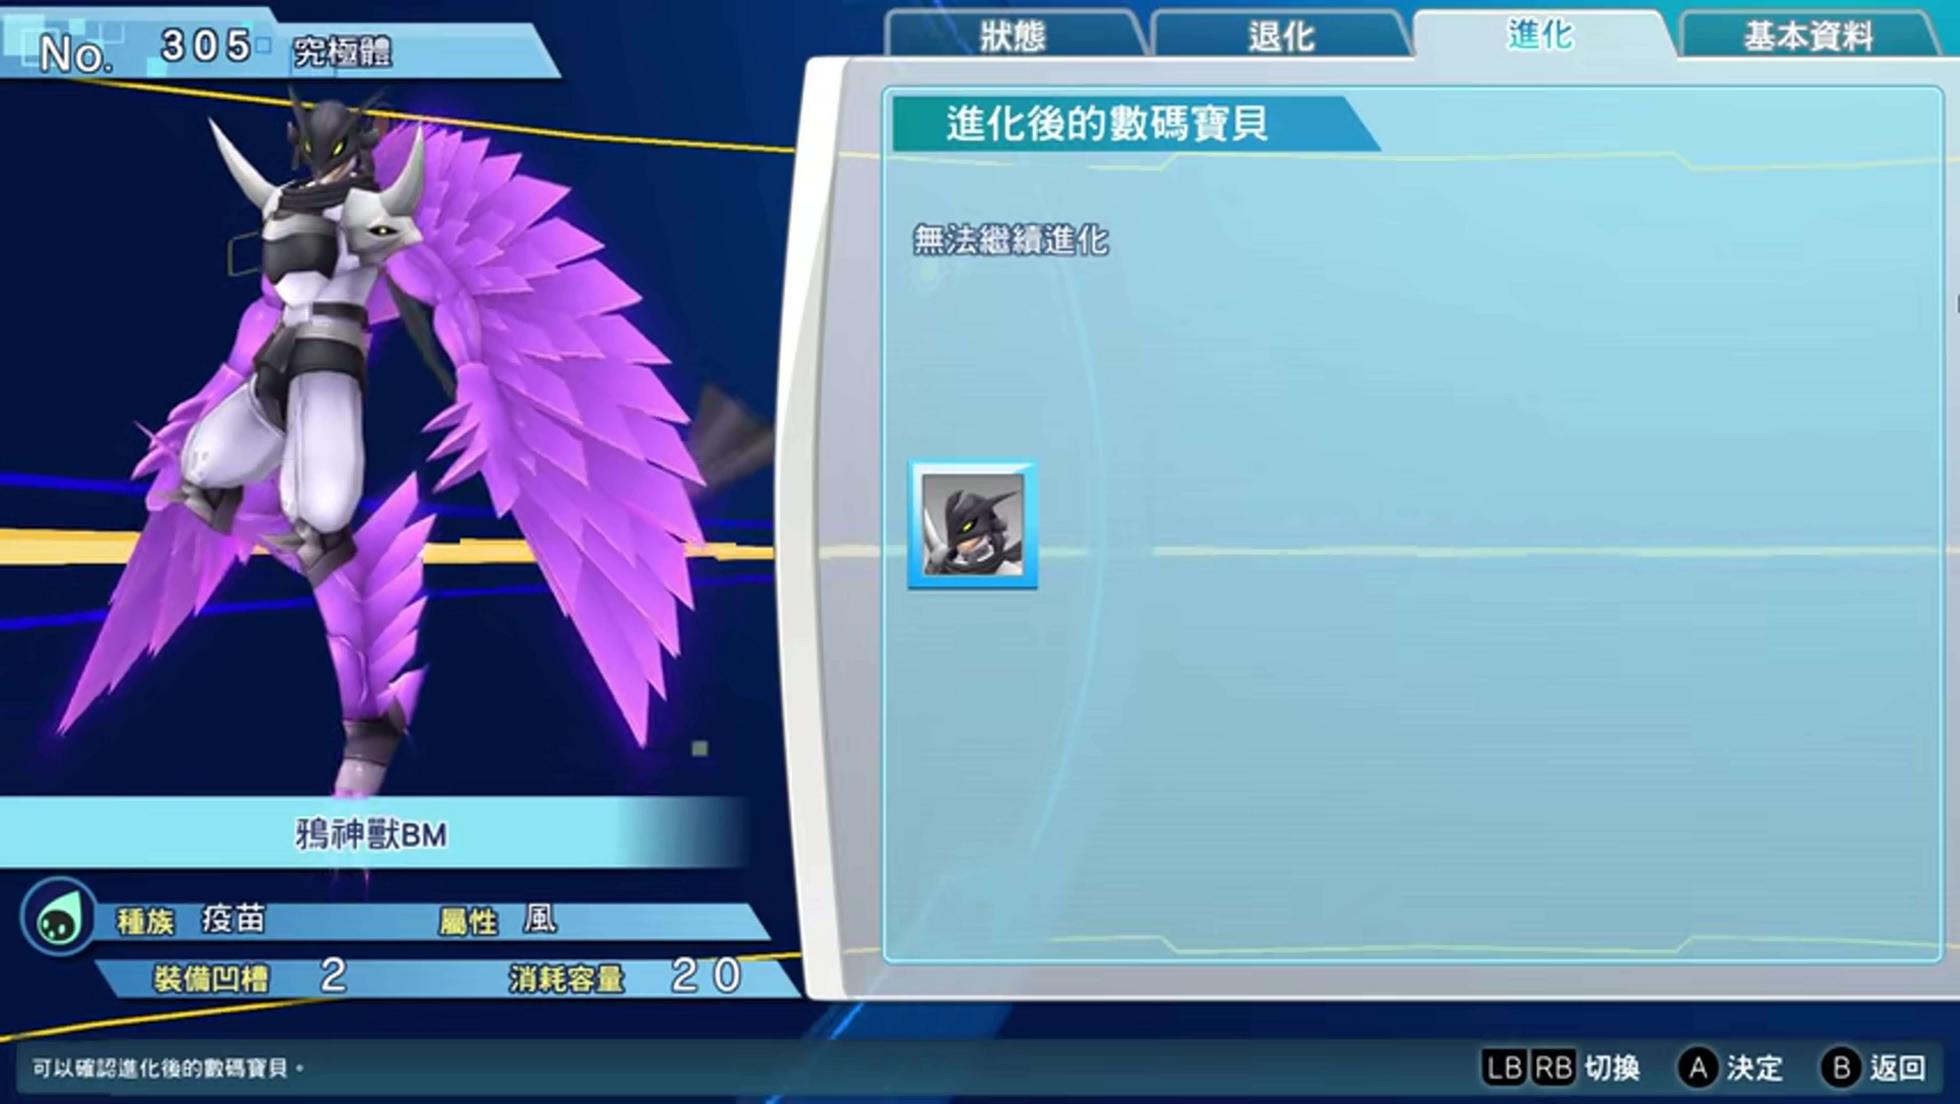 No. 305 究極體
狀態 退化 進化 基本資料
進化後的數碼寶貝
無法繼續進化
鴉神獸BM
種族 疫苗 屬性 風
裝備凹槽 2 消耗容量 20
可以確認進化後的數碼寶貝。
LB RB 切換 A 決定 B 返回